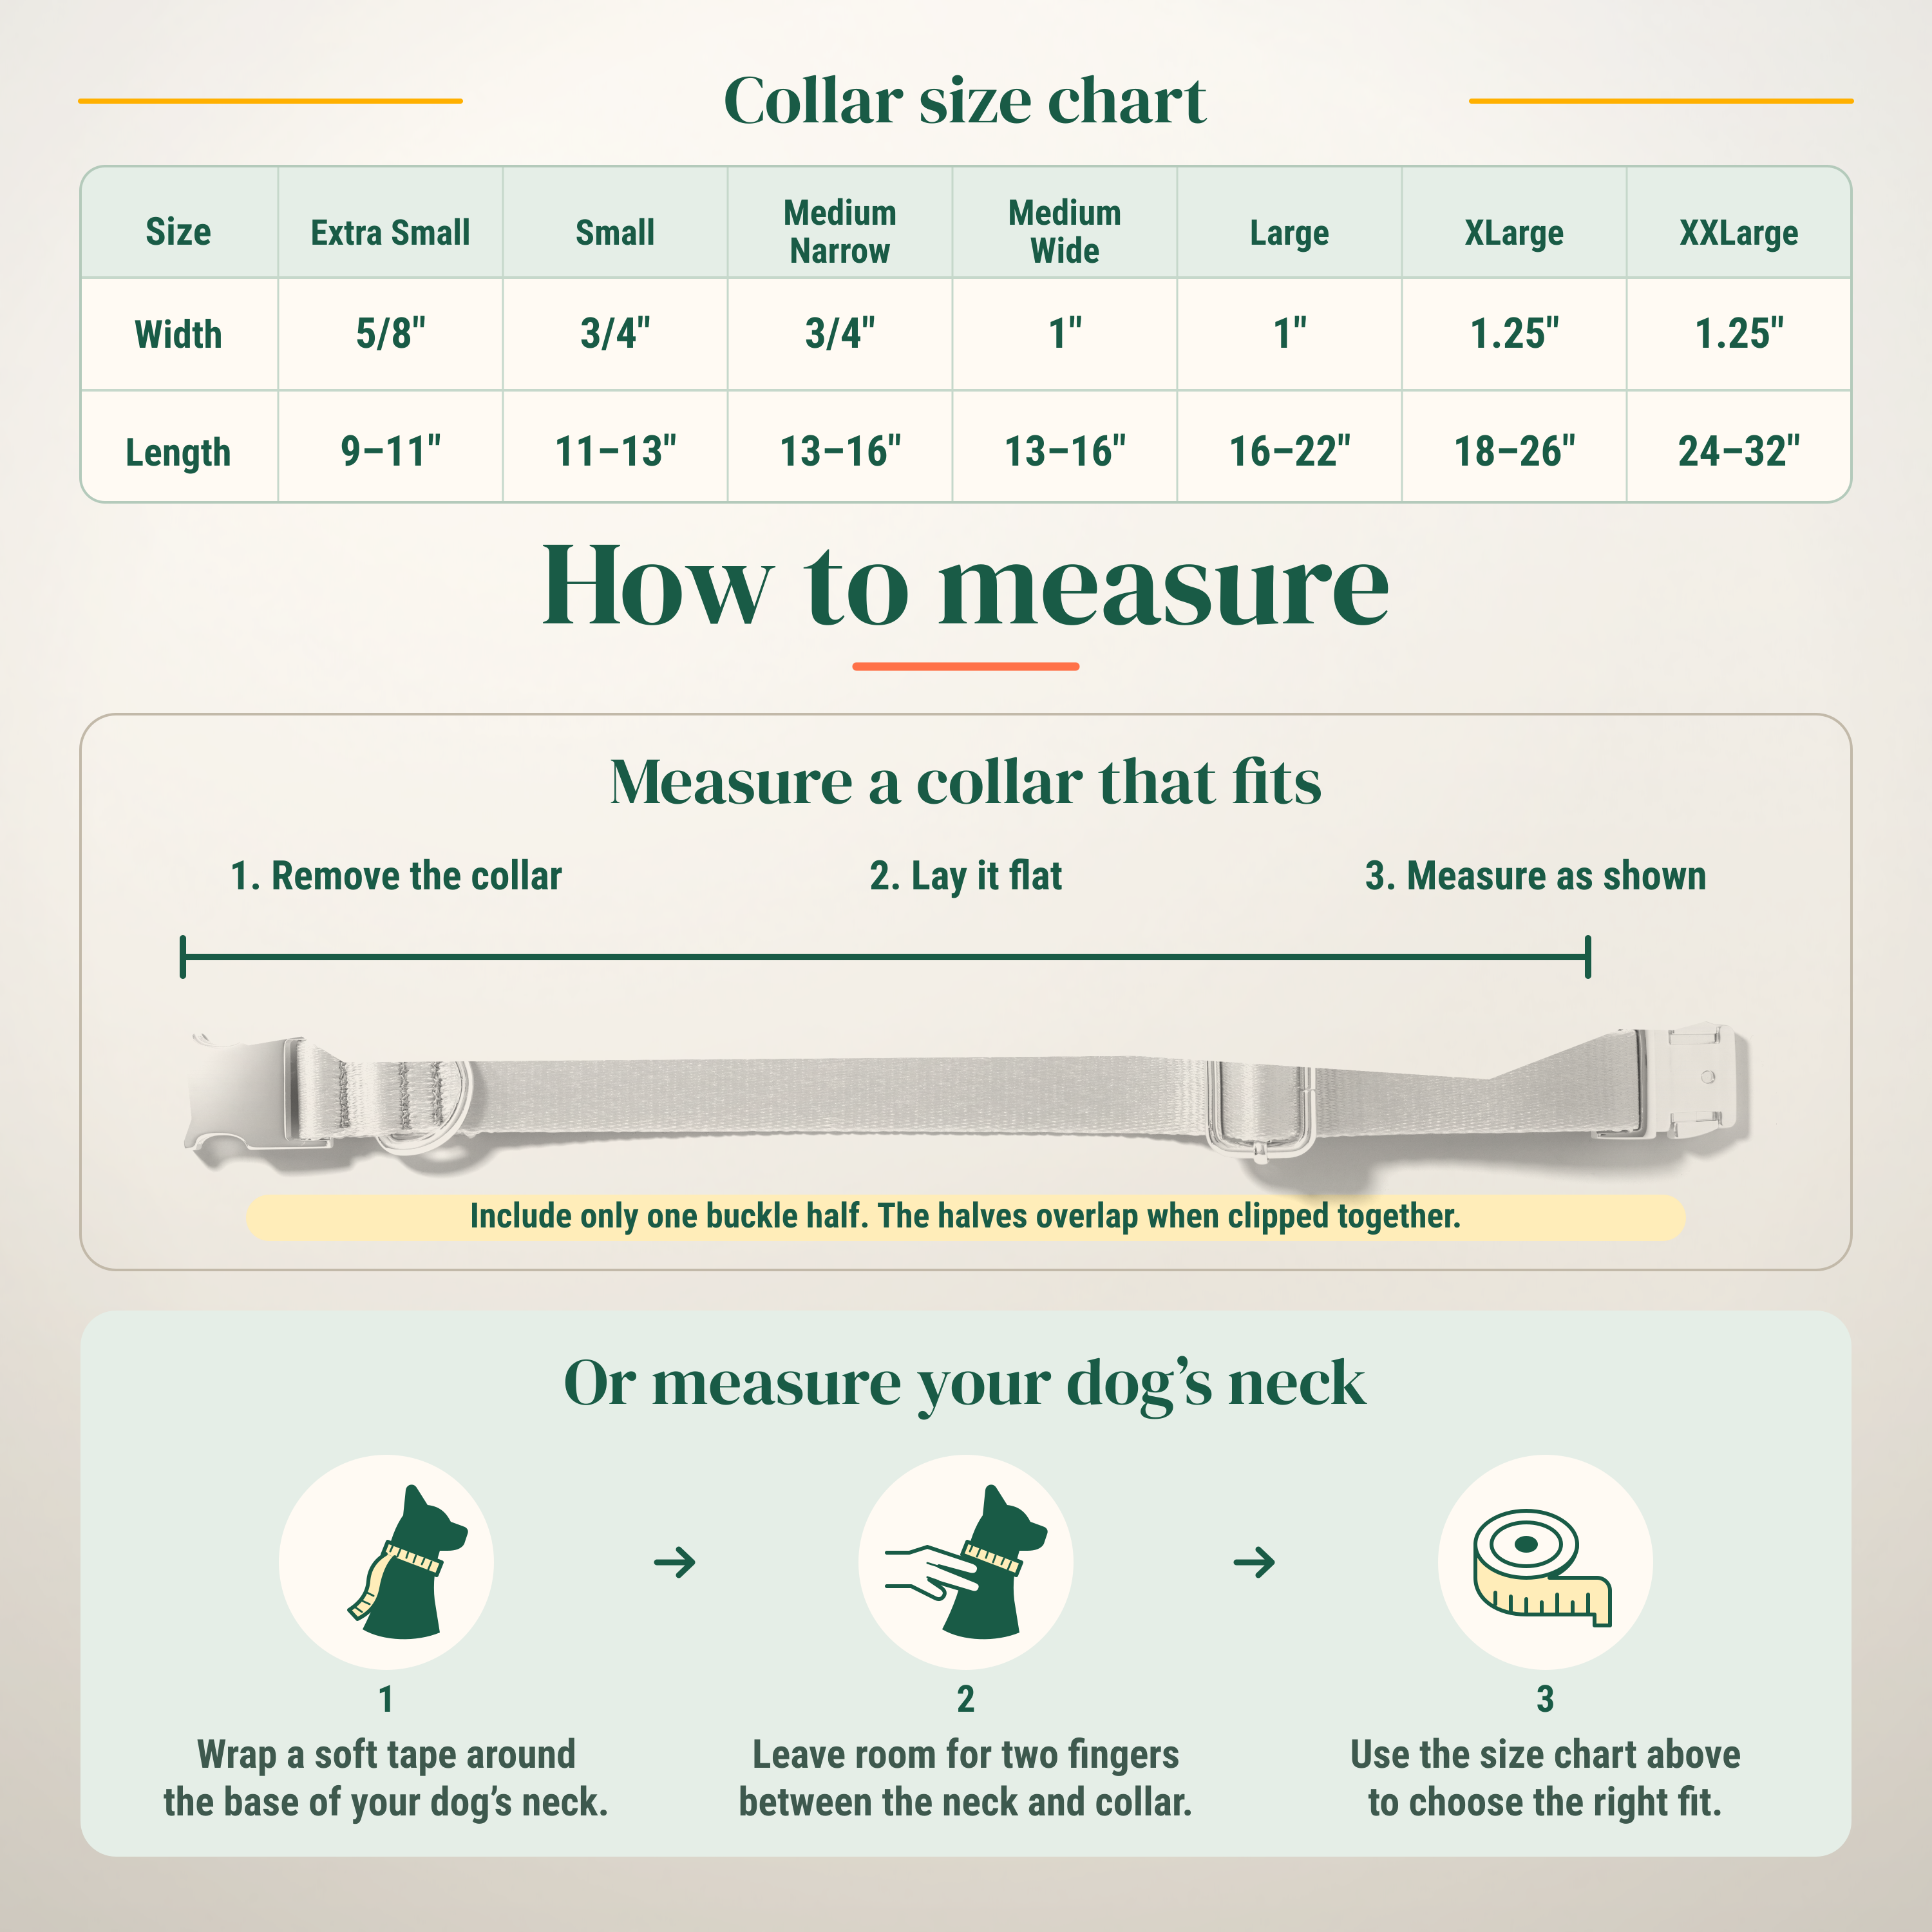 Collar size chart
Size Extra Small Small Medium Narrow Medium Wide Large XLarge XXLarge
Width 5/8" 3/4" 3/4" 1" 1" 1.25" 1.25"
Length 9–11" 11–13" 13–16" 13–16" 16–22" 18–26" 24–32"
How to measure
Measure a collar that fits
1. Remove the collar 2. Lay it flat 3. Measure as shown
Include only one buckle half. The halves overlap when clipped together.
Or measure your dog’s neck
1
Wrap a soft tape around
the base of your dog’s neck.
2
Leave room for two fingers
between the neck and collar.
3
Use the size chart above
to choose the right fit.